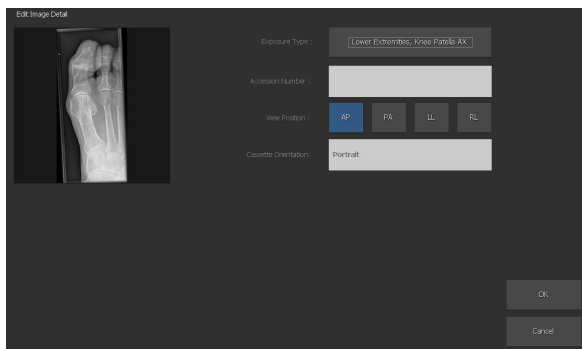 Edit Image Detail
Exposure Type :
Lower Extremities, Knee Patella AX
Accession Number :
View Position :
AP
PA
LL
RL
Cassette Orientation:
Portrait
OK
Cancel